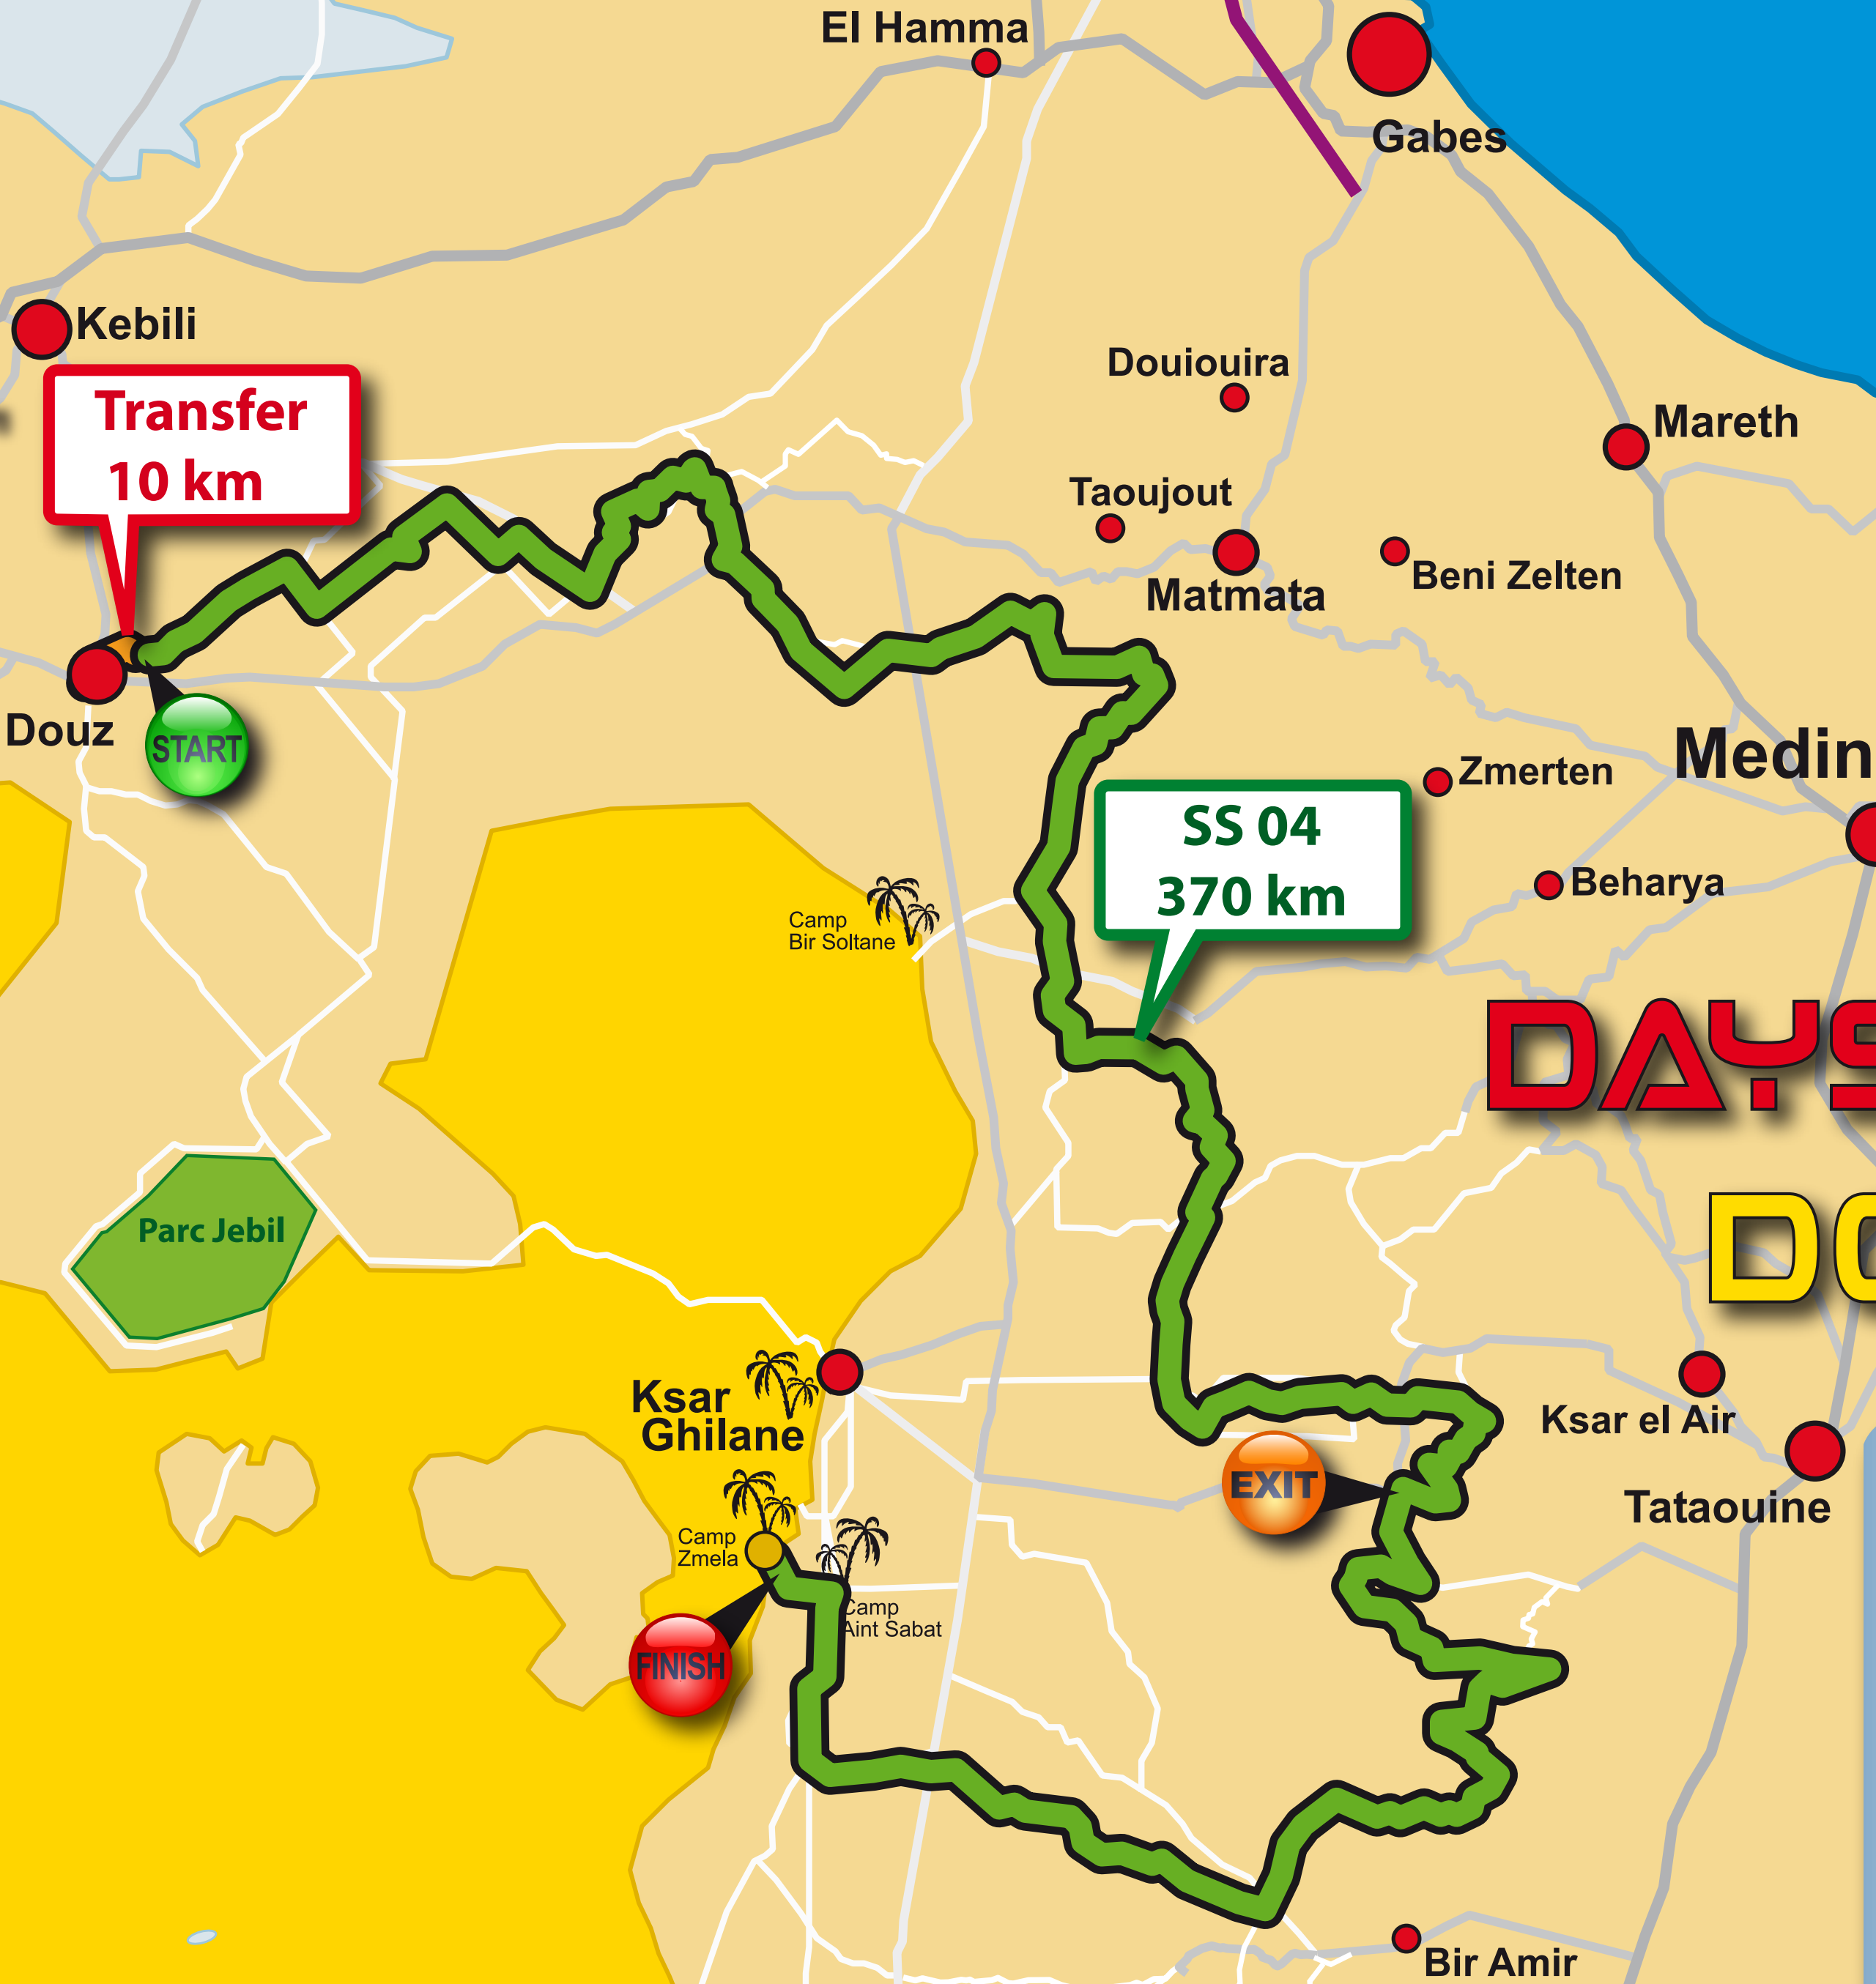 El Hamma
Gabes
Kebili
Transfer
10 km
Douiouira
Mareth
Taoujout
Matmata
Beni Zelten
Douz
START
Zmerten
Medin
SS 04
370 km
Beharya
Camp
Bir Soltane
DAYS
Parc Jebil
DO
Ksar
Ghilane
Ksar el Air
EXIT
Tataouine
Camp
Zmela
Camp
Aint Sabat
FINISH
Bir Amir